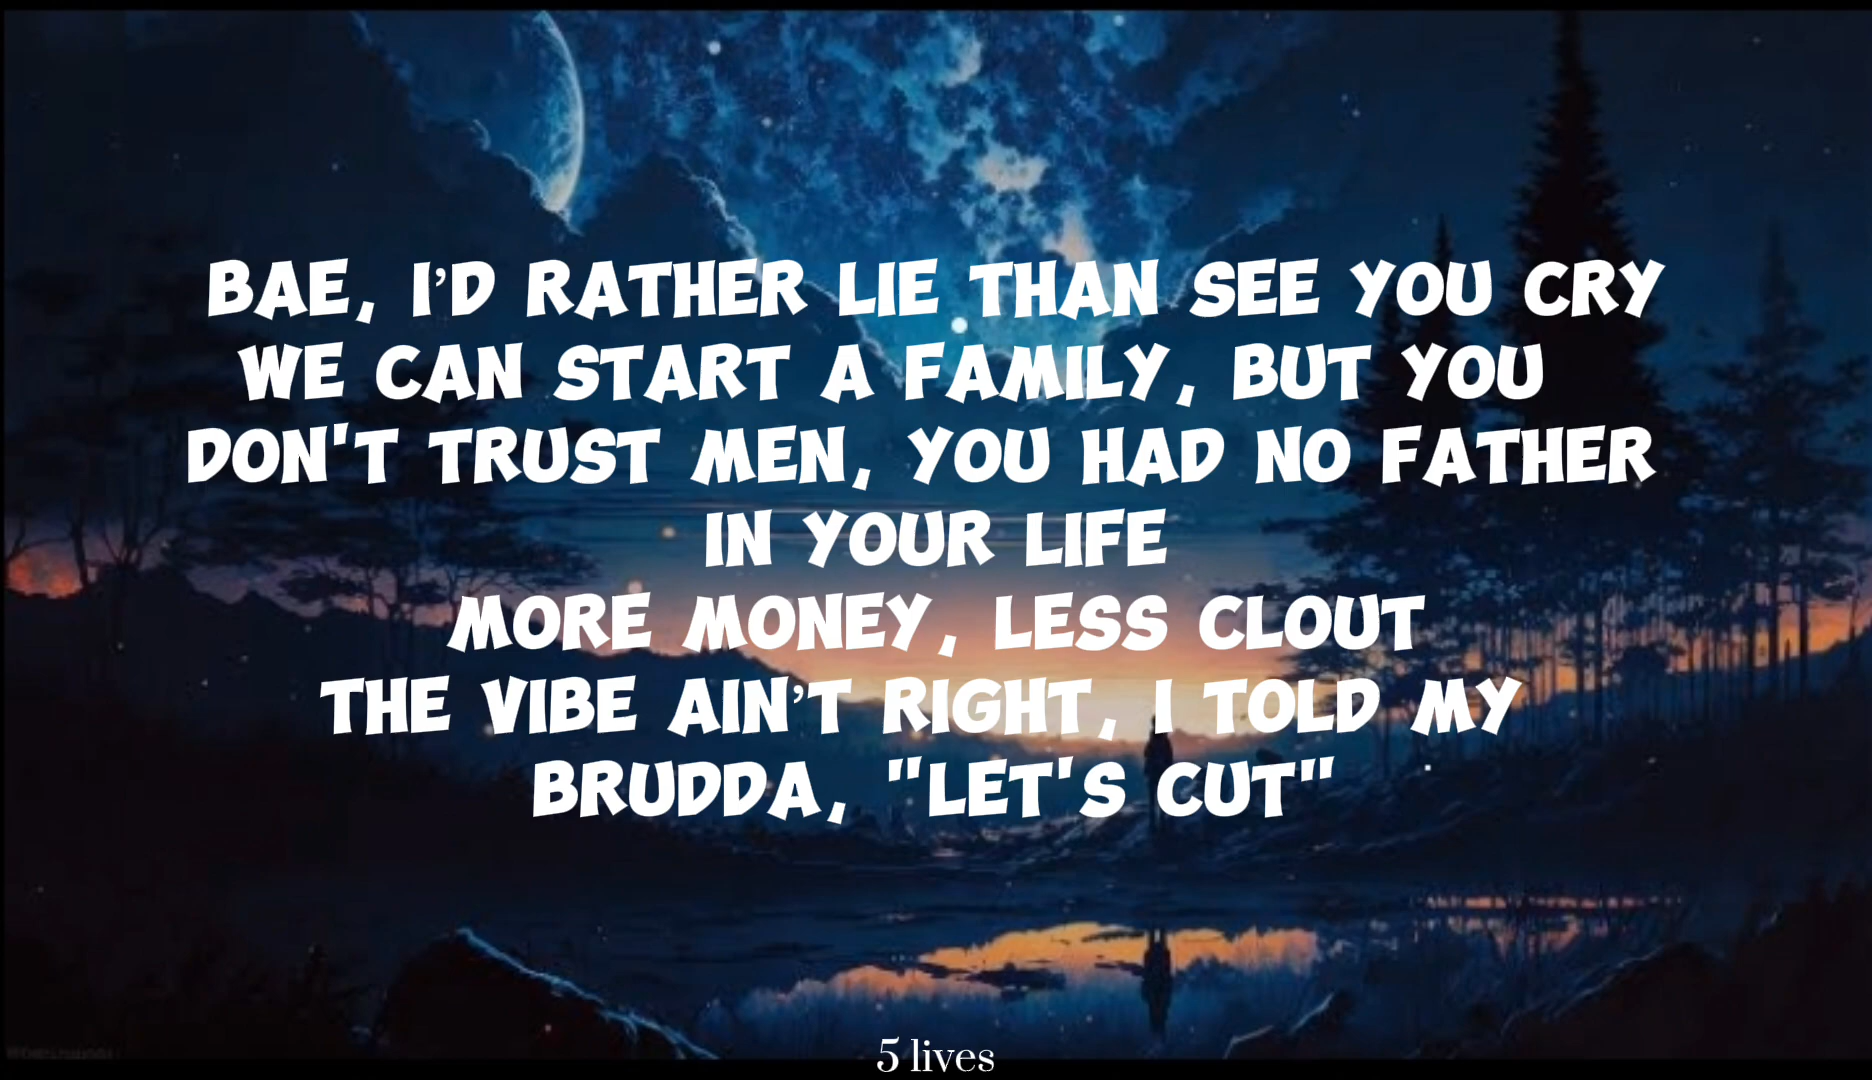 BAE, I'D RATHER LIE THAN SEE YOU CRY
WE CAN START A FAMILY, BUT YOU
DON'T TRUST MEN, YOU HAD NO FATHER
IN YOUR LIFE
MORE MONEY, LESS CLOUT
THE VIBE AIN'T RIGHT, I TOLD MY
BRUDDA, "LET'S CUT"
5 lives